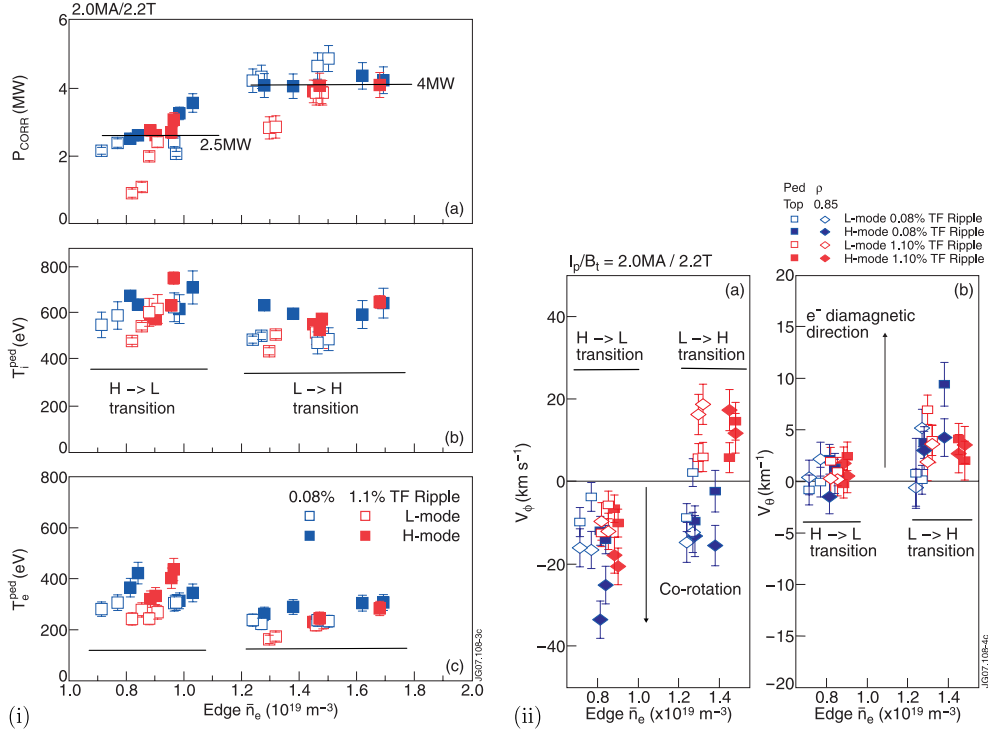 2.0MA/2.2T
6
4
2
0
P_CORR (MW)
4MW
2.5MW
(a)
800
600
400
200
0
T_i^ped (eV)
H –> L
transition
L –> H
transition
(b)
800
600
400
200
0
T_e^ped (eV)
0.08% 1.1% TF Ripple
L-mode
H-mode
(c)
1.0 0.8 1.0 1.2 1.4 1.6 1.8 2.0
Edge n̄_e (10^19 m^–3)
JG07.108-3c
(i)
Ped ρ
Top 0.85
L-mode 0.08% TF Ripple
H-mode 0.08% TF Ripple
L-mode 1.10% TF Ripple
H-mode 1.10% TF Ripple
I_p/B_t = 2.0MA / 2.2T
(a)
40
20
0
–20
–40
V_ϕ (km s^–1)
H –> L
transition
L –> H
transition
Co-rotation
0.8 1.0 1.2 1.4
Edge n̄_e (x10^19 m^–3)
(b)
20
15
10
5
0
–5
–10
–15
–20
V_θ (km^–1)
e^– diamagnetic
direction
H –> L
transition
L –> H
transition
0.8 1.0 1.2 1.4
Edge n̄_e (x10^19 m^–3)
JG07.108-4c
(ii)